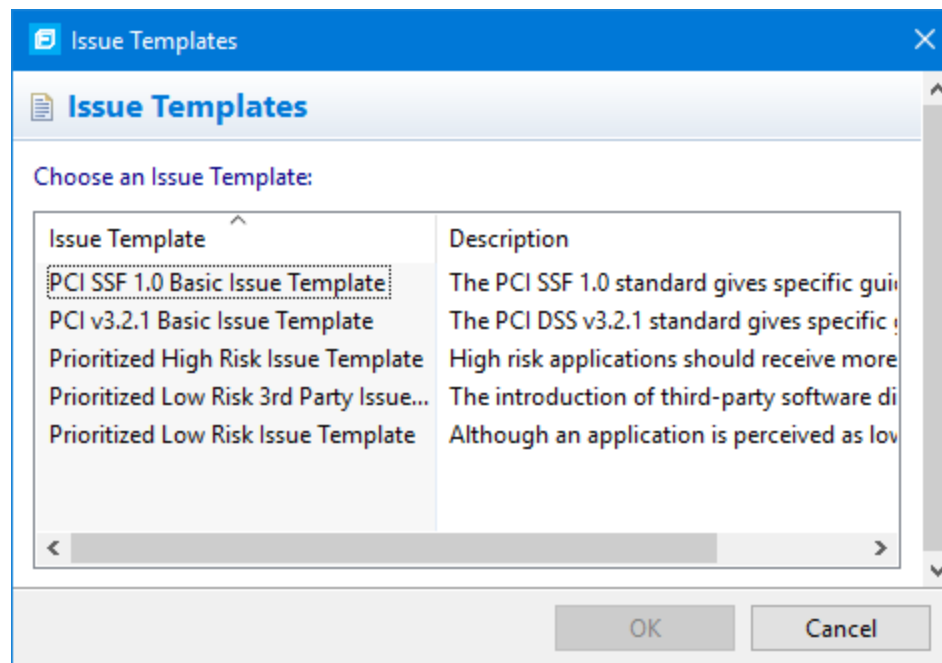 Issue Templates
Issue Templates
Choose an Issue Template:
Issue Template Description
PCI SSF 1.0 Basic Issue Template The PCI SSF 1.0 standard gives specific
PCI v3.2.1 Basic Issue Template The PCI DSS v3.2.1 standard gives specific
Prioritized High Risk Issue Template High risk applications should receive more
Prioritized Low Risk 3rd Party Issue... The introduction of third-party software di
Prioritized Low Risk Issue Template Although an application is perceived as
OK Cancel